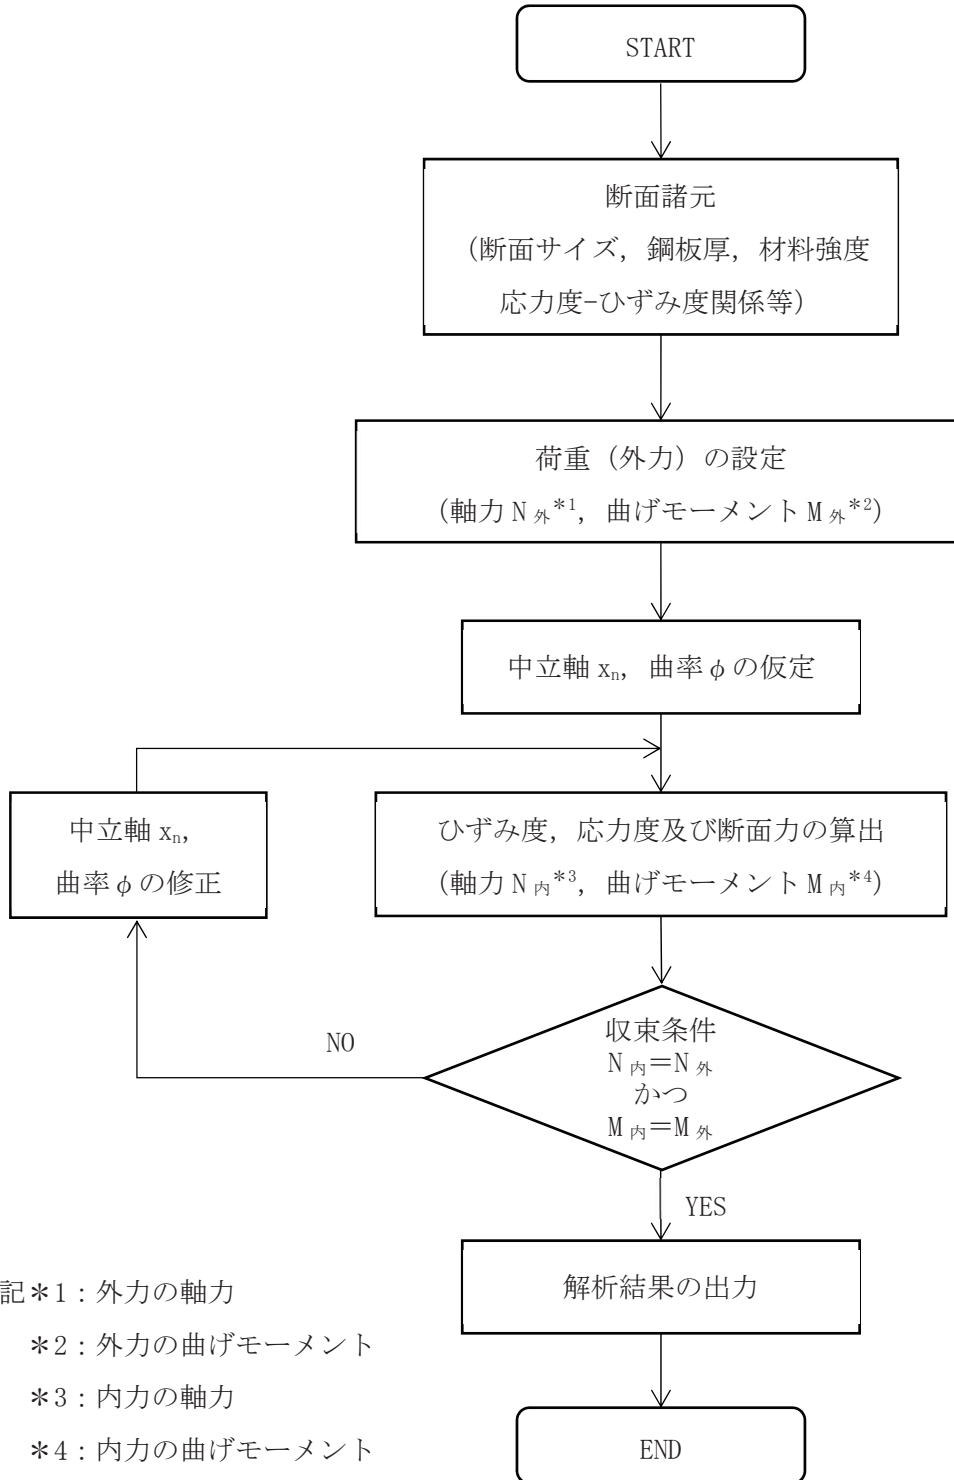 START
断面諸元
(断面サイズ, 鋼板厚, 材料強度
応力度-ひずみ度関係等)
荷重(外力)の設定
(軸力N外*1, 曲げモーメントM外*2)
中立軸xn, 曲率φの仮定
中立軸xn,
曲率φの修正
ひずみ度, 応力度及び断面力の算出
(軸力N内*3, 曲げモーメントM内*4)
収束条件
N内=N外
かつ
M内=M外
NO
YES
解析結果の出力
END
記*1:外力の軸力
*2:外力の曲げモーメント
*3:内力の軸力
*4:内力の曲げモーメント